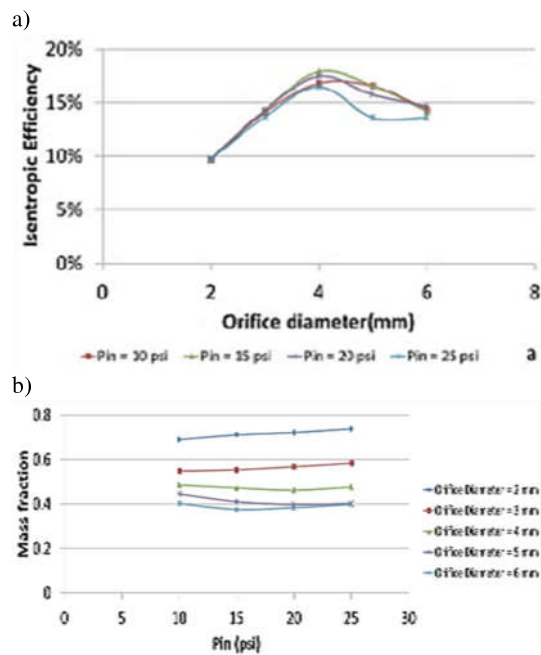 a)
20%
15%
10%
5%
0%
Isentropic Efficiency
0 2 4 6 8
Orifice diameter(mm)
Pin = 10 psi Pin = 15 psi Pin = 20 psi Pin = 25 psi a
b)
0.8
0.6
0.4
0.2
0
Mass fraction
0 5 10 15 20 25 30
Pin (psi)
Orifice Diameter = 2 mm
Orifice Diameter = 3 mm
Orifice Diameter = 4 mm
Orifice Diameter = 5 mm
Orifice Diameter = 6 mm